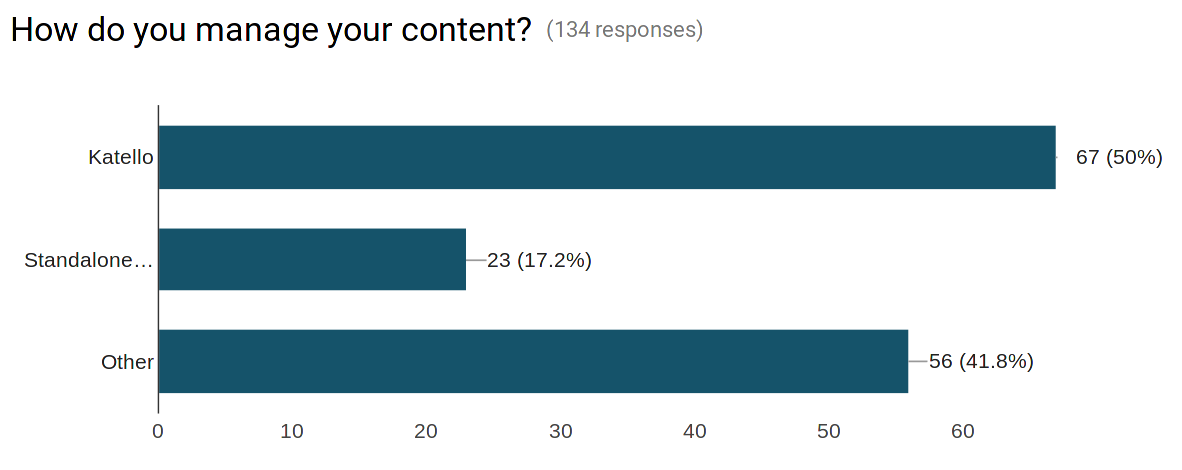 How do you manage your content? (134 responses)
Katello 67 (50%)
Standalone… 23 (17.2%)
Other 56 (41.8%)
0 10 20 30 40 50 60